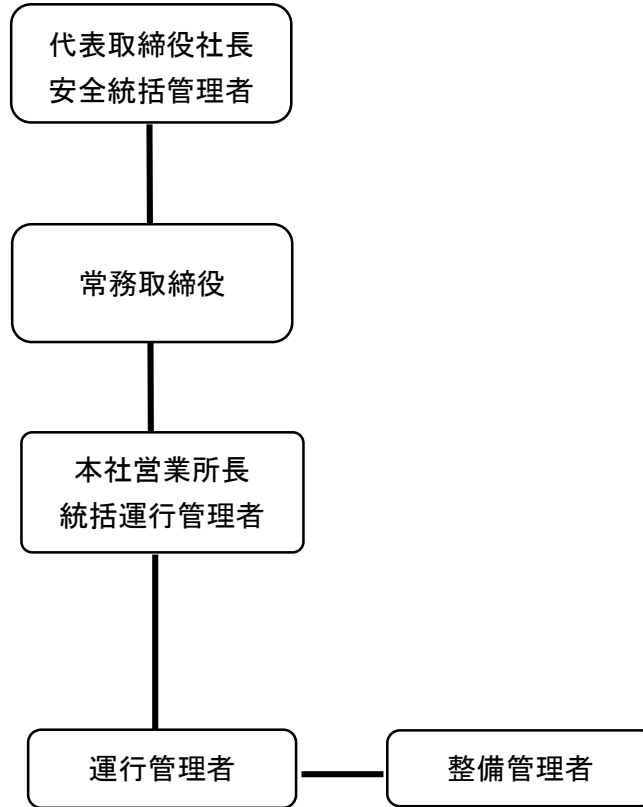 代表取締役社長
安全統括管理者
常務取締役
本社営業所長
統括運行管理者
運行管理者
整備管理者